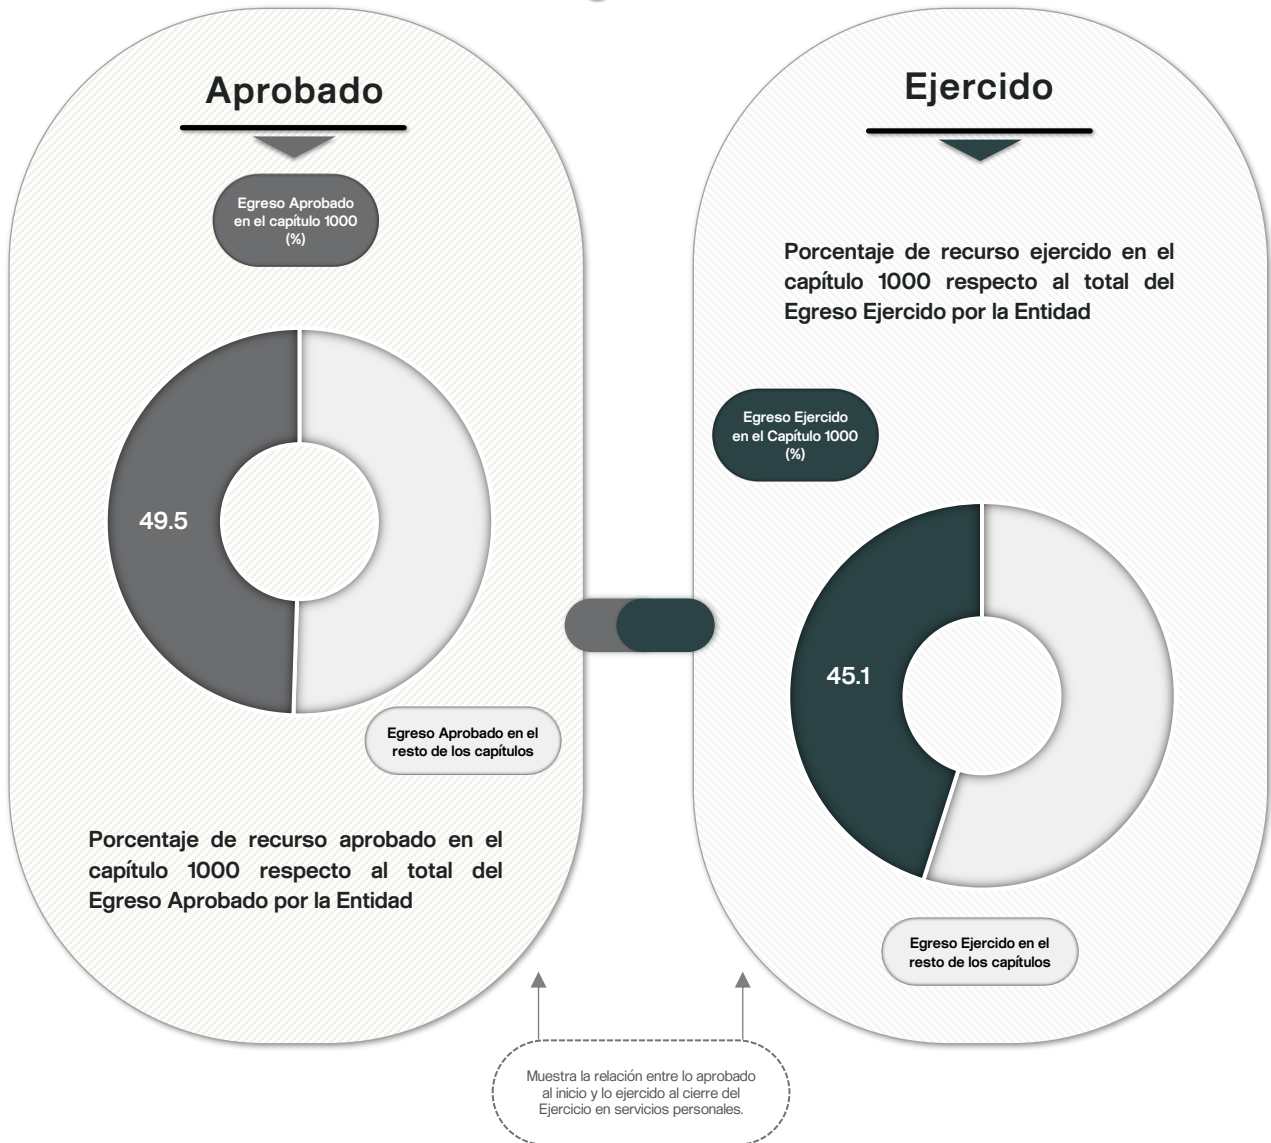 Aprobado
Egreso Aprobado
en el capítulo 1000
(%)
49.5
Egreso Aprobado en el
resto de los capítulos
Porcentaje de recurso aprobado en el
capítulo 1000 respecto al total del
Egreso Aprobado por la Entidad
Ejercido
Porcentaje de recurso ejercido en el
capítulo 1000 respecto al total del
Egreso Ejercido por la Entidad
Egreso Ejercido
en el Capítulo 1000
(%)
45.1
Egreso Ejercido en el
resto de los capítulos
Muestra la relación entre lo aprobado
al inicio y lo ejercido al cierre del
Ejercicio en servicios personales.